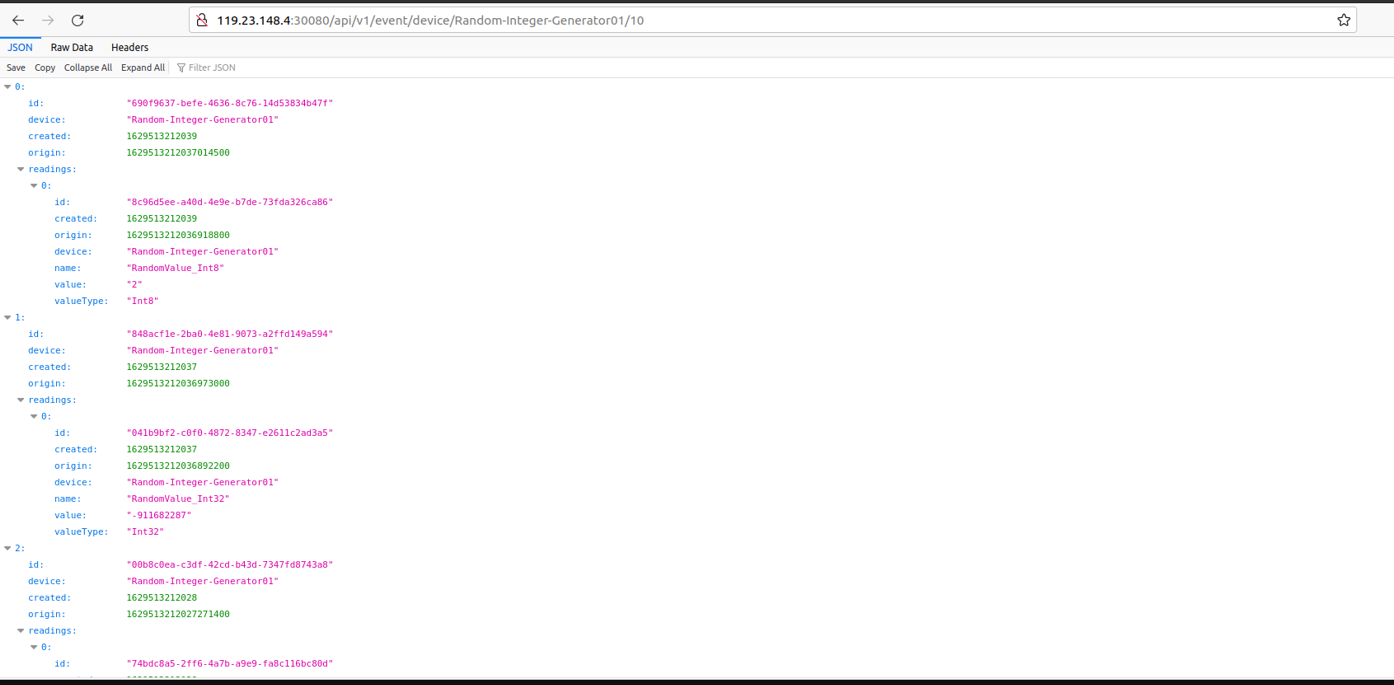 119.23.148.4:30080/api/v1/event/device/Random-Integer-Generator01/10
JSON Raw Data Headers
Save Copy Collapse All Expand All Filter JSON
0:
id: "690f9637-befe-4636-8c76-14d53834b47f"
device: "Random-Integer-Generator01"
created: 1629513212039
origin: 1629513212037014500
readings:
0:
id: "8c96d5ee-a40d-4e9e-b7de-73fda326ca86"
created: 1629513212039
origin: 1629513212036918800
device: "Random-Integer-Generator01"
name: "RandomValue_Int8"
value: "2"
valueType: "Int8"
1:
id: "848acf1e-2ba0-4e81-9073-a2ffd149a594"
device: "Random-Integer-Generator01"
created: 1629513212037
origin: 1629513212036973000
readings:
0:
id: "041b9bf2-c0f0-4872-8347-e2611c2ad3a5"
created: 1629513212037
origin: 1629513212036892200
device: "Random-Integer-Generator01"
name: "RandomValue_Int32"
value: "-911682287"
valueType: "Int32"
2:
id: "00b8c0ea-c3df-42cd-b43d-7347fd8743a8"
device: "Random-Integer-Generator01"
created: 1629513212028
origin: 1629513212027271400
readings:
0:
id: "74bdc8a5-2ff6-4a7b-a9e9-fa8c116bc80d"